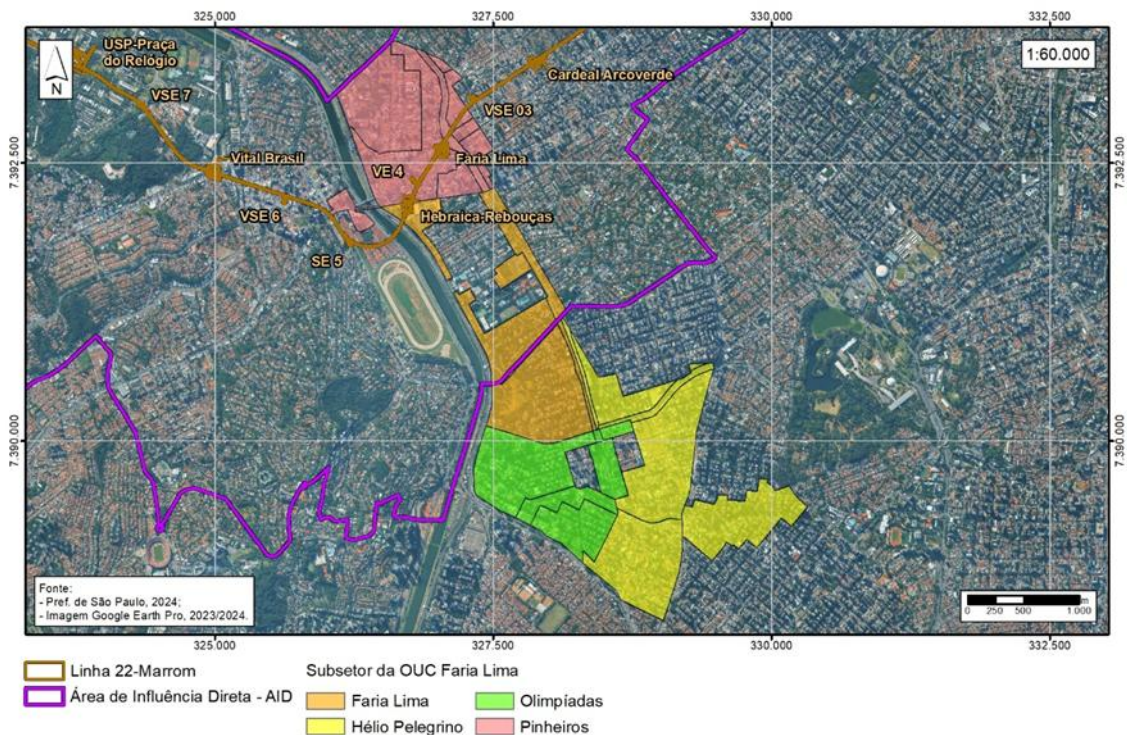 325.000 327.500 330.000 332.500
1:60.000
N
USP-Praça
do Relógio
VSE 7
Cardeal Arcoverde
VSE 03
Vital Brasil
Faria Lima
VE 4
VSE 6
Hebraica-Rebouças
SE 5
7.392.500
7.392.500
7.390.000
7.390.000
Fonte:
- Pref. de São Paulo, 2024;
- Imagem Google Earth Pro, 2023/2024.
m
0 250 500 1.000
325.000 327.500 330.000 332.500
Linha 22-Marrom
Área de Influência Direta - AID
Subsetor da OUC Faria Lima
Faria Lima
Olimpíadas
Hélio Pelegrino
Pinheiros